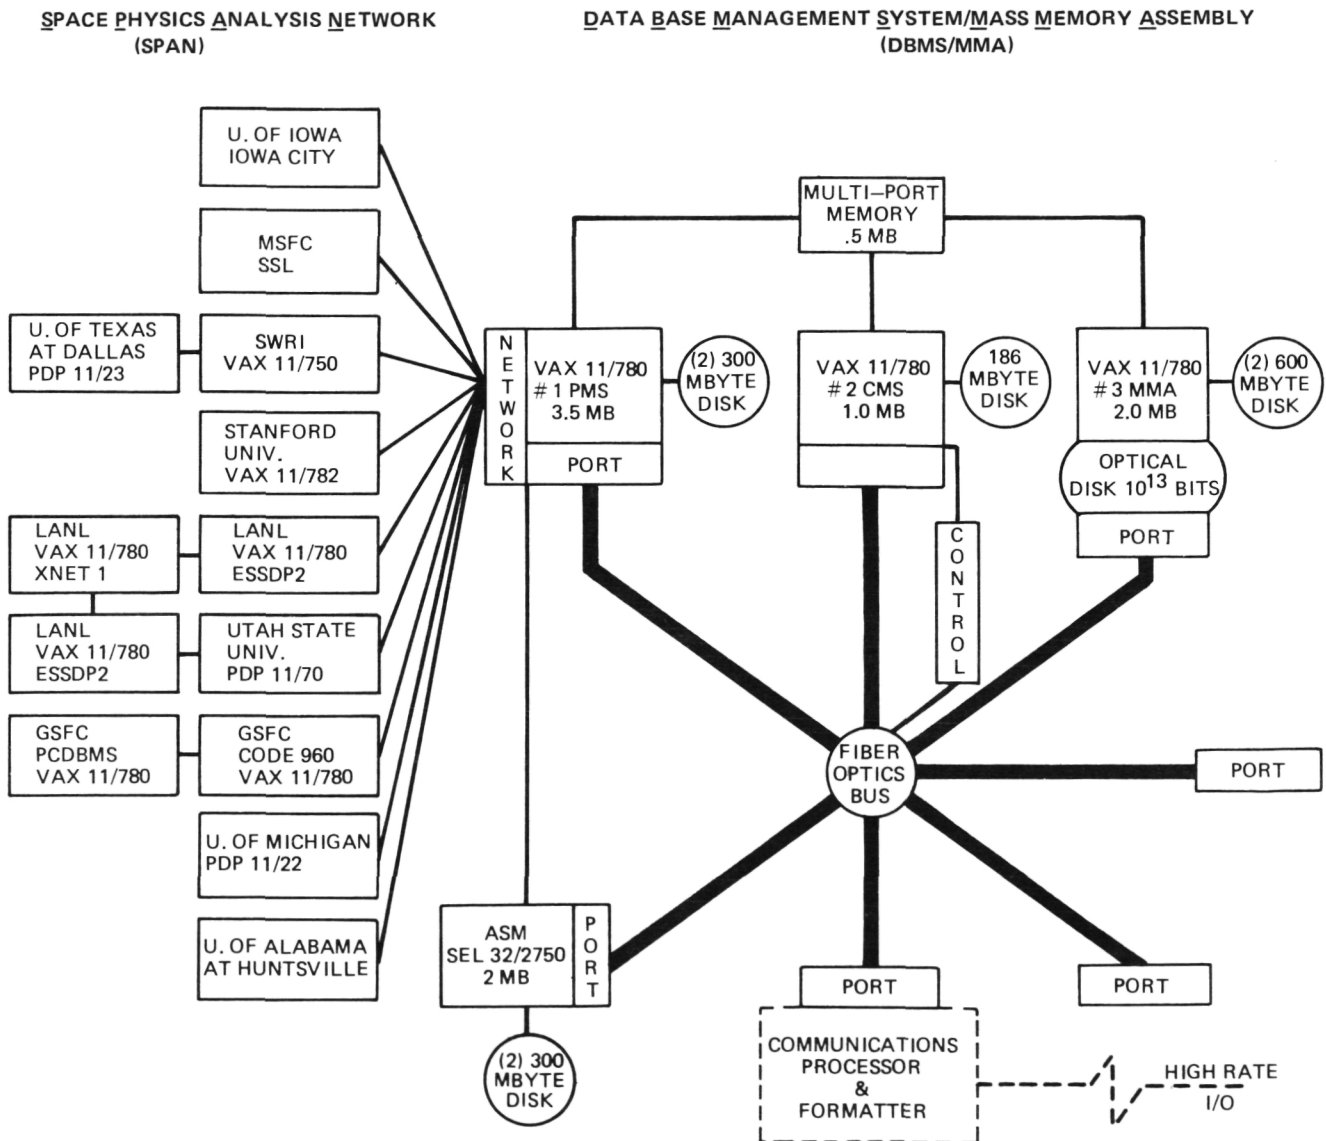 SPACE PHYSICS ANALYSIS NETWORK
(SPAN)
DATA BASE MANAGEMENT SYSTEM/MASS MEMORY ASSEMBLY
(DBMS/MMA)
U. OF IOWA
IOWA CITY
MSFC
SSL
U. OF TEXAS
AT DALLAS
PDP 11/23
SWRI
VAX 11/750
STANFORD
UNIV.
VAX 11/782
LANL
VAX 11/780
XNET 1
LANL
VAX 11/780
ESSDP2
LANL
VAX 11/780
ESSDP2
UTAH STATE
UNIV.
PDP 11/70
GSFC
PCDBMS
VAX 11/780
GSFC
CODE 960
VAX 11/780
U. OF MICHIGAN
PDP 11/22
U. OF ALABAMA
AT HUNTSVILLE
MULTI-PORT
MEMORY
.5 MB
NETWORK
VAX 11/780
#1 PMS
3.5 MB
PORT
(2) 300
MBYTE
DISK
VAX 11/780
#2 CMS
1.0 MB
186
MBYTE
DISK
VAX 11/780
#3 MMA
2.0 MB
(2) 600
MBYTE
DISK
OPTICAL
DISK 10^13 BITS
PORT
CONTROL
FIBER
OPTICS
BUS
PORT
ASM
SEL 32/2750
2 MB
PORT
(2) 300
MBYTE
DISK
PORT
PORT
COMMUNICATIONS
PROCESSOR
&
FORMATTER
HIGH RATE
I/O